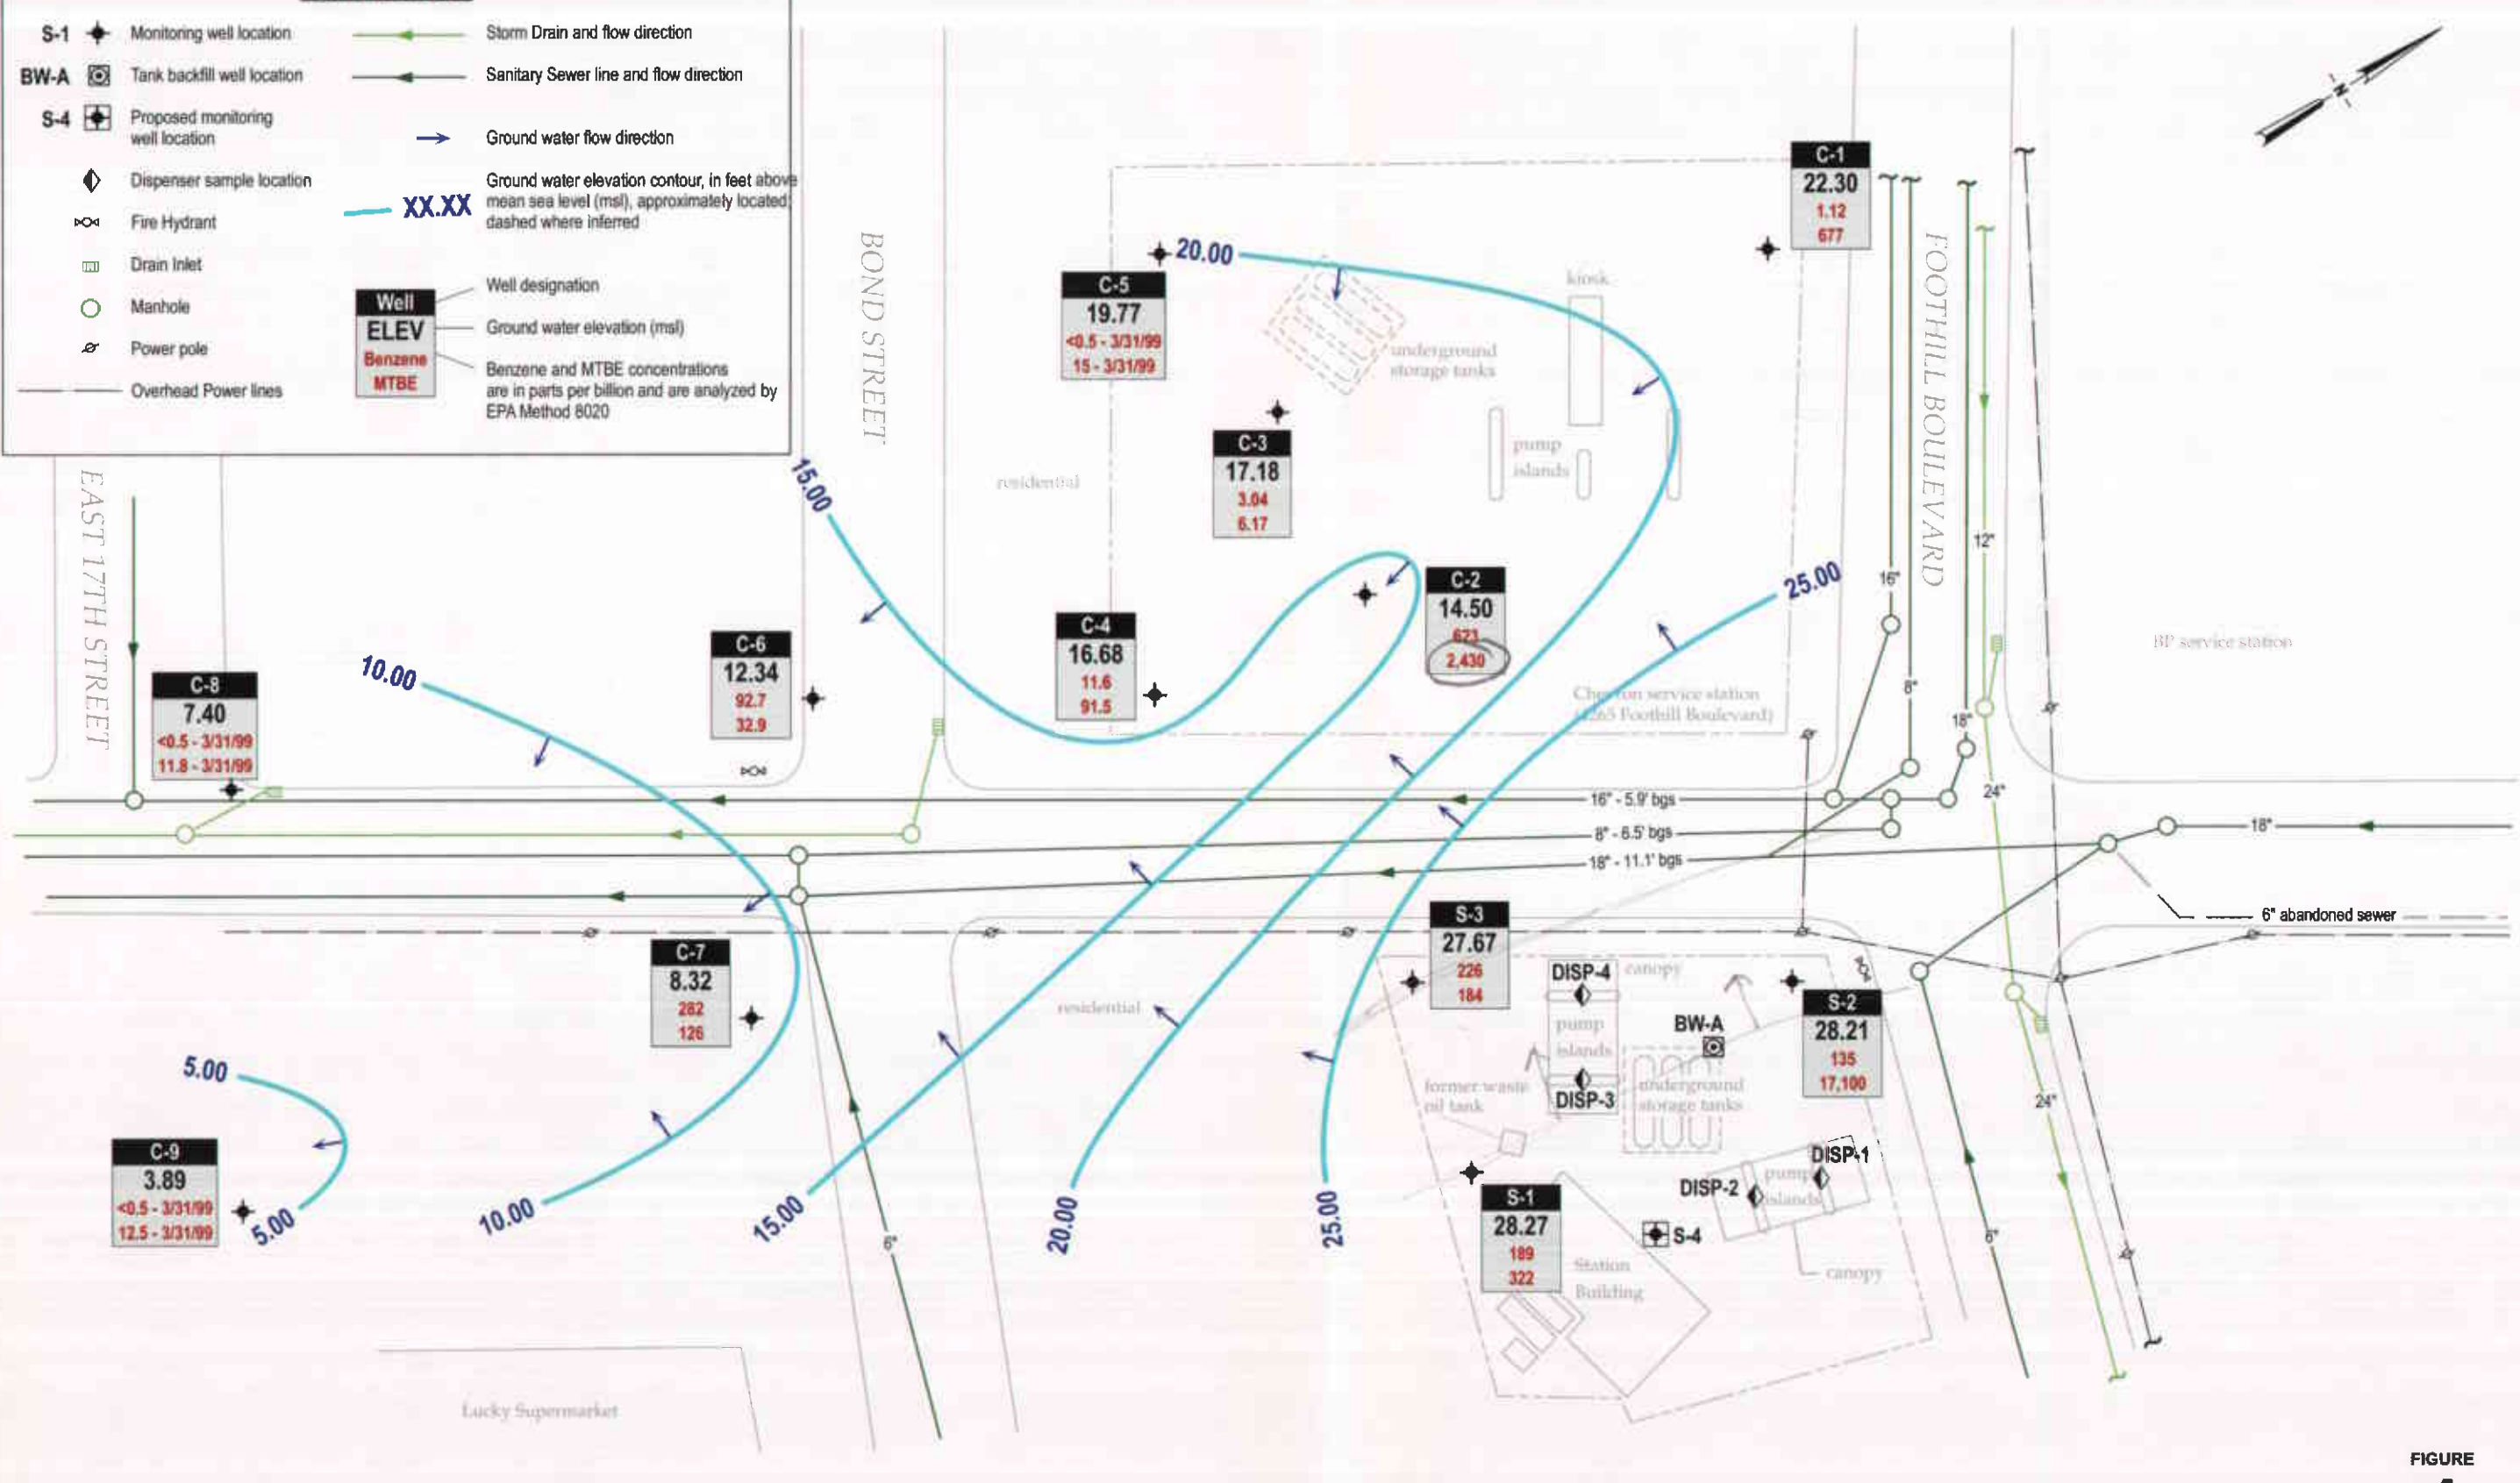 S-1 Monitoring well location
BW-A Tank backfill well location
S-4 Proposed monitoring
well location
Dispenser sample location
Fire Hydrant
Drain Inlet
Manhole
Power pole
Overhead Power lines
Storm Drain and flow direction
Sanitary Sewer line and flow direction
Ground water flow direction
XX.XX
Ground water elevation contour, in feet above
mean sea level (msl), approximately located;
dashed where inferred
Well
ELEV
Benzene
MTBE
Well designation
Ground water elevation (msl)
Benzene and MTBE concentrations
are in parts per billion and are analyzed by
EPA Method 8020
N
EAST 17TH STREET
BOND STREET
FOOTHILL BOULEVARD
C-1
22.30
1.12
677
20.00
C-5
19.77
<0.5 - 3/31/99
15 - 3/31/99
kiosk
underground
storage tanks
C-3
17.18
3.04
6.17
pump
islands
residential
15.00
C-2
14.50
623
2,430
25.00
C-4
16.68
11.6
91.5
C-6
12.34
92.7
32.9
10.00
C-8
7.40
<0.5 - 3/31/99
11.8 - 3/31/99
Chevron service station
(4265 Foothill Boulevard)
BP service station
12"
16"
8"
18"
24"
16" - 5.9' bgs
8" - 6.5' bgs
18" - 11.1' bgs
18"
6" abandoned sewer
S-3
27.67
226
184
DISP-4
canopy
pump
islands
DISP-3
BW-A
underground
storage tanks
former waste
oil tank
S-2
28.21
135
17,100
C-7
8.32
282
126
residential
5.00
C-9
3.89
<0.5 - 3/31/99
12.5 - 3/31/99
5.00
10.00
15.00
20.00
25.00
6"
S-1
28.27
189
322
DISP-1
DISP-2
pump
islands
S-4
Station
Building
canopy
6"
24"
Lucky Supermarket
FIGURE